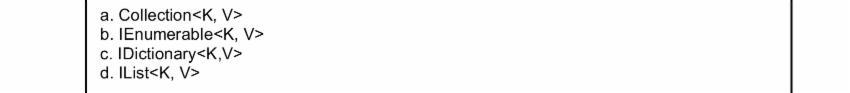 a. Collection<K, V>
b. IEnumerable<K, V>
c. IDictionary<K,V>
d. IList<K, V>